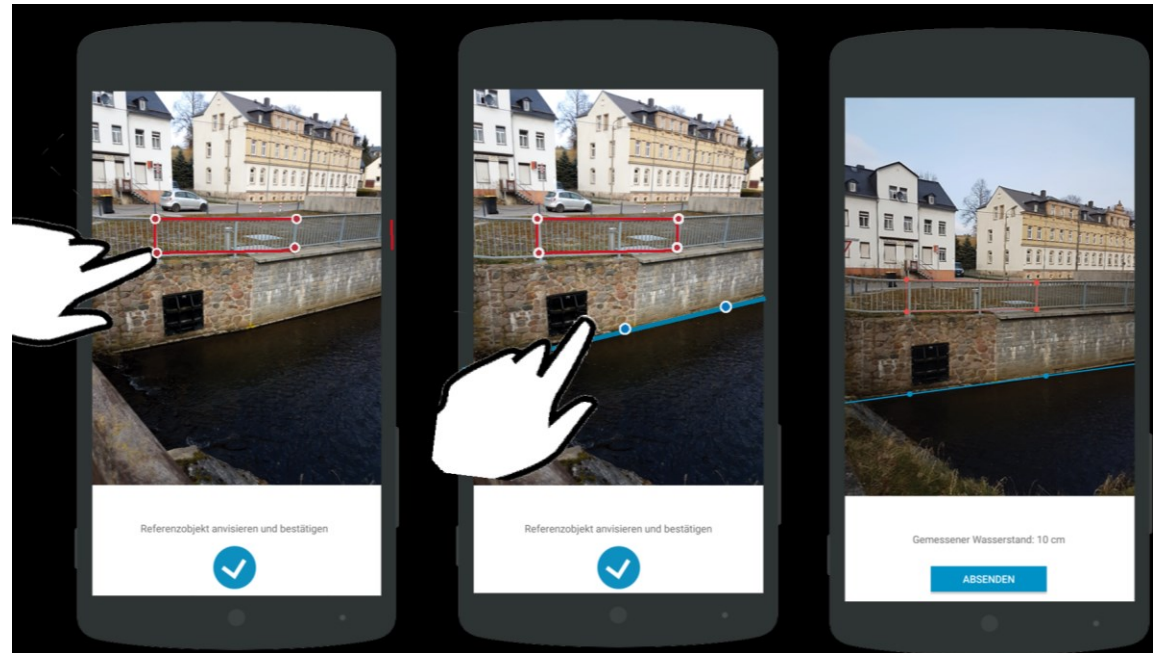 Referenzobjekt anvisieren und bestätigen
Referenzobjekt anvisieren und bestätigen
Gemessener Wasserstand: 10 cm
ABSENDEN